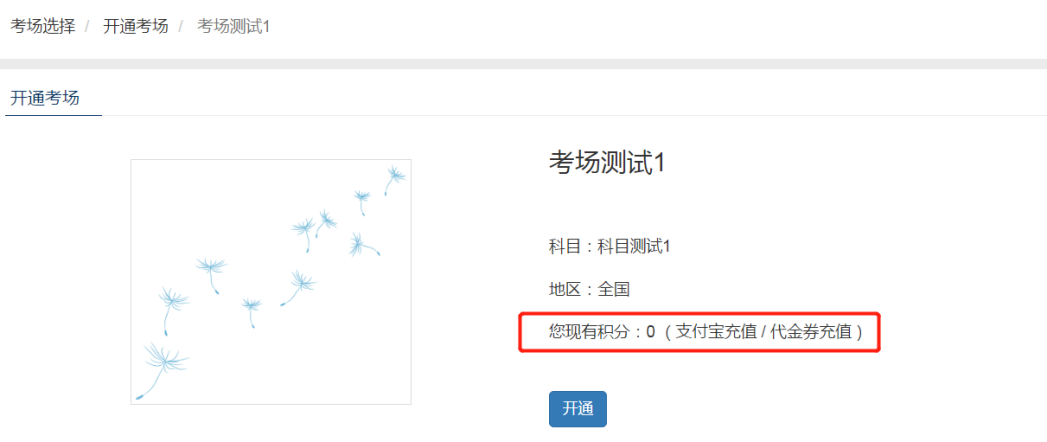 考场选择 / 开通考场 / 考场测试1
开通考场
考场测试1
科目：科目测试1
地区：全国
您现有积分：0 （ 支付宝充值 / 代金券充值 ）
开通